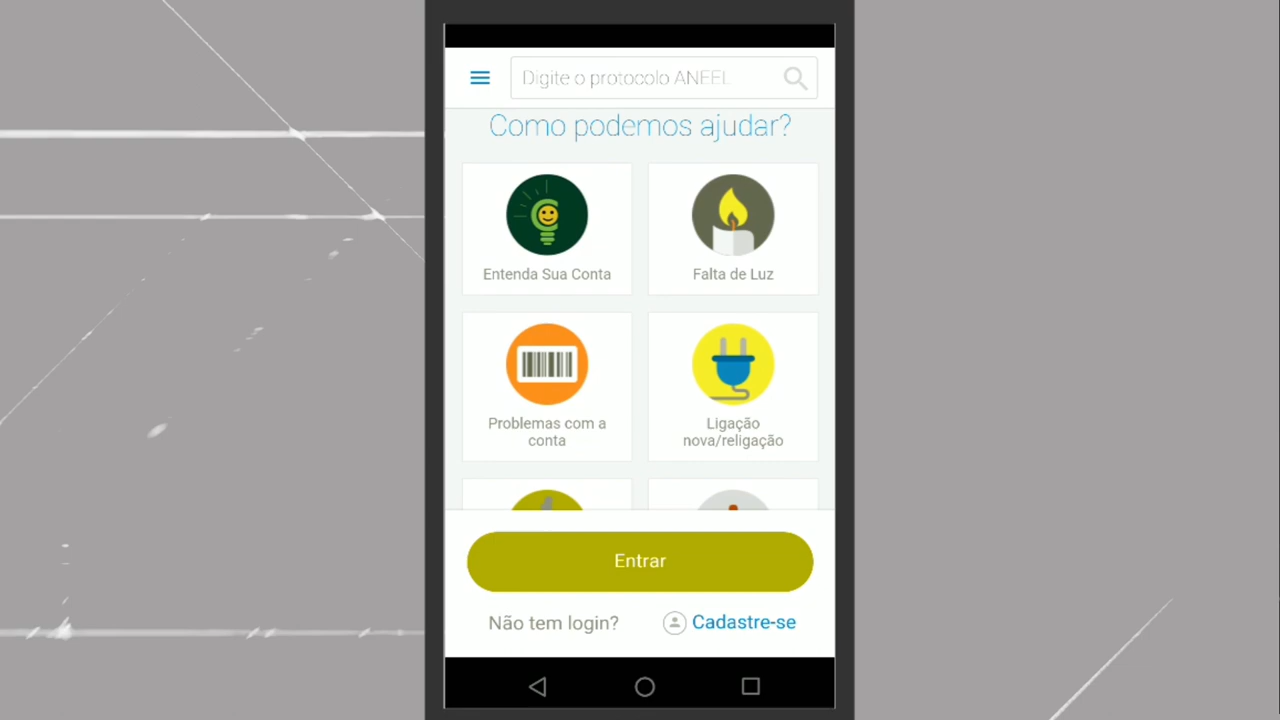 Digite o protocolo ANEEL
Como podemos ajudar?
Entenda Sua Conta
Falta de Luz
Problemas com a
conta
Ligação
nova/religação
Entrar
Não tem login?
Cadastre-se